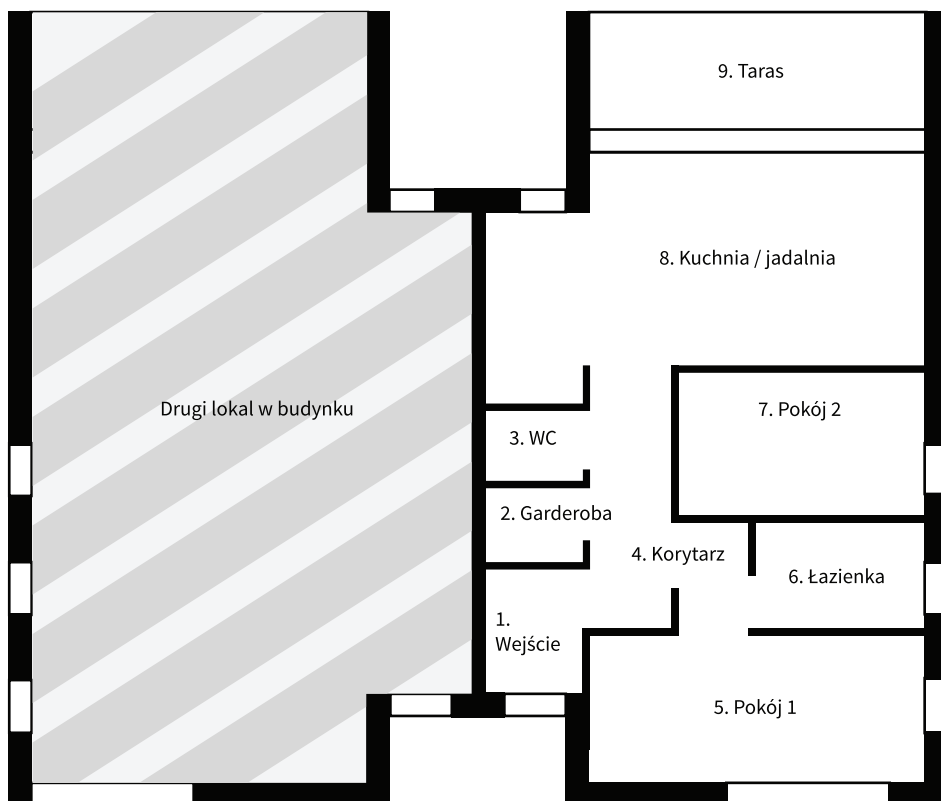 9. Taras
8. Kuchnia / jadalnia
Drugi lokal w budynku
7. Pokój 2
3. WC
2. Garderoba
4. Korytarz
6. Łazienka
1.
Wejście
5. Pokój 1